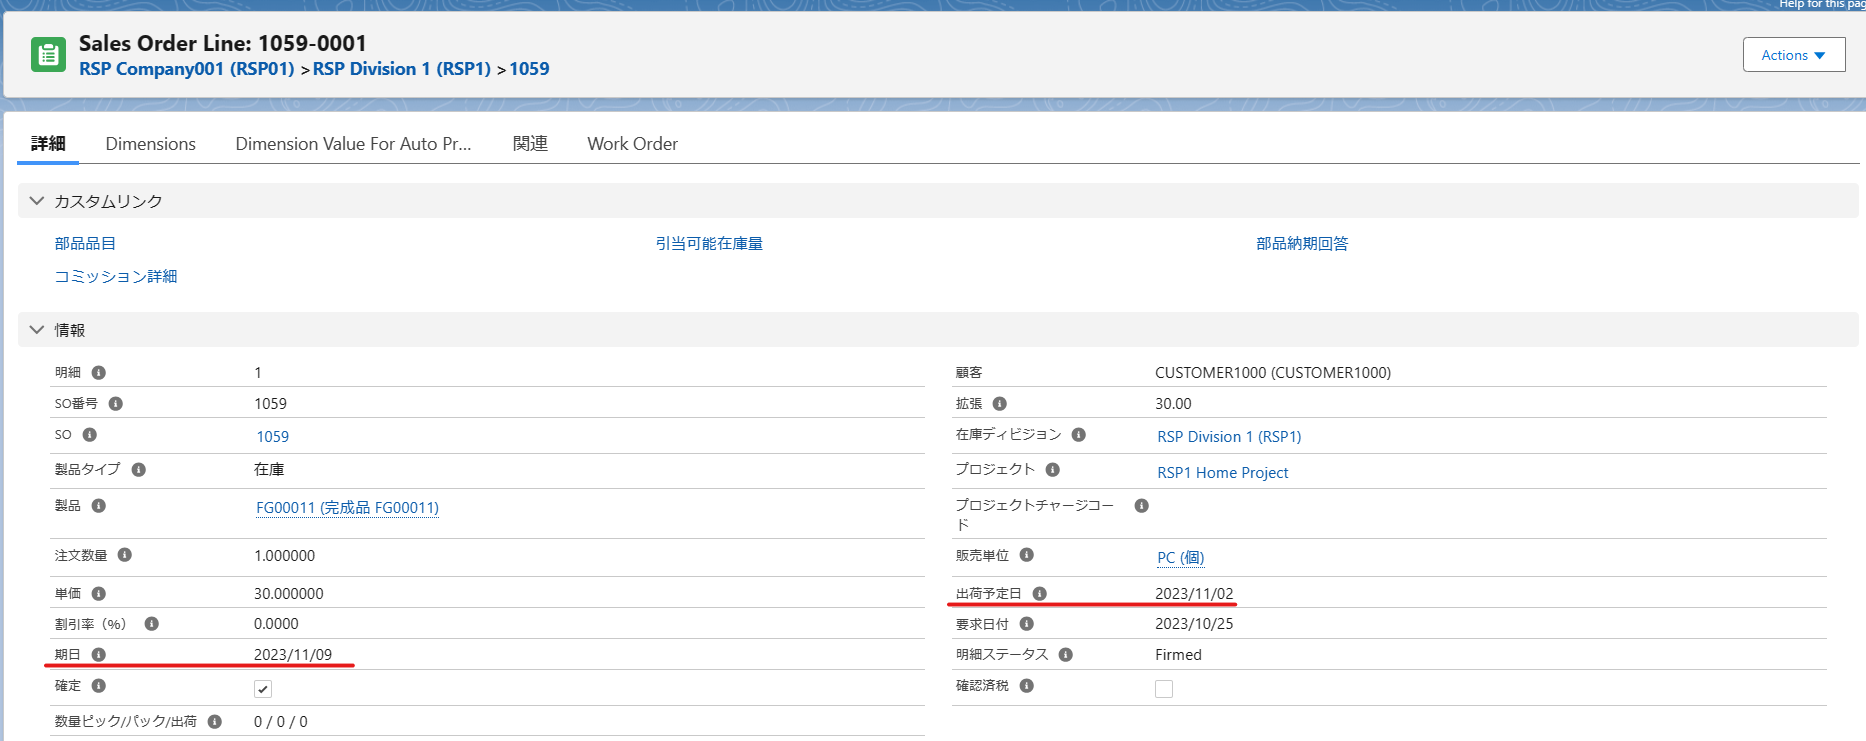 Help for this pag
Sales Order Line: 1059-0001
RSP Company001 (RSP01) >RSP Division 1 (RSP1) >1059
Actions
詳細 Dimensions Dimension Value For Auto Pr... 関連 Work Order
カスタムリンク
部品品目 引当可能在庫量 部品納期回答
コミッション詳細
情報
明細 1 顧客 CUSTOMER1000 (CUSTOMER1000)
SO番号 1059 拡張 30.00
SO 1059 在庫ディビジョン RSP Division 1 (RSP1)
製品タイプ 在庫 プロジェクト RSP1 Home Project
製品 FG00011 (完成品 FG00011) プロジェクトチャージコー
ド
注文数量 1.000000 販売単位 PC (個)
単価 30.000000 出荷予定日 2023/11/02
割引率（%） 0.0000 要求日付 2023/10/25
期日 2023/11/09 明細ステータス Firmed
確定 確認済税
数量ピック/パック/出荷 0 / 0 / 0